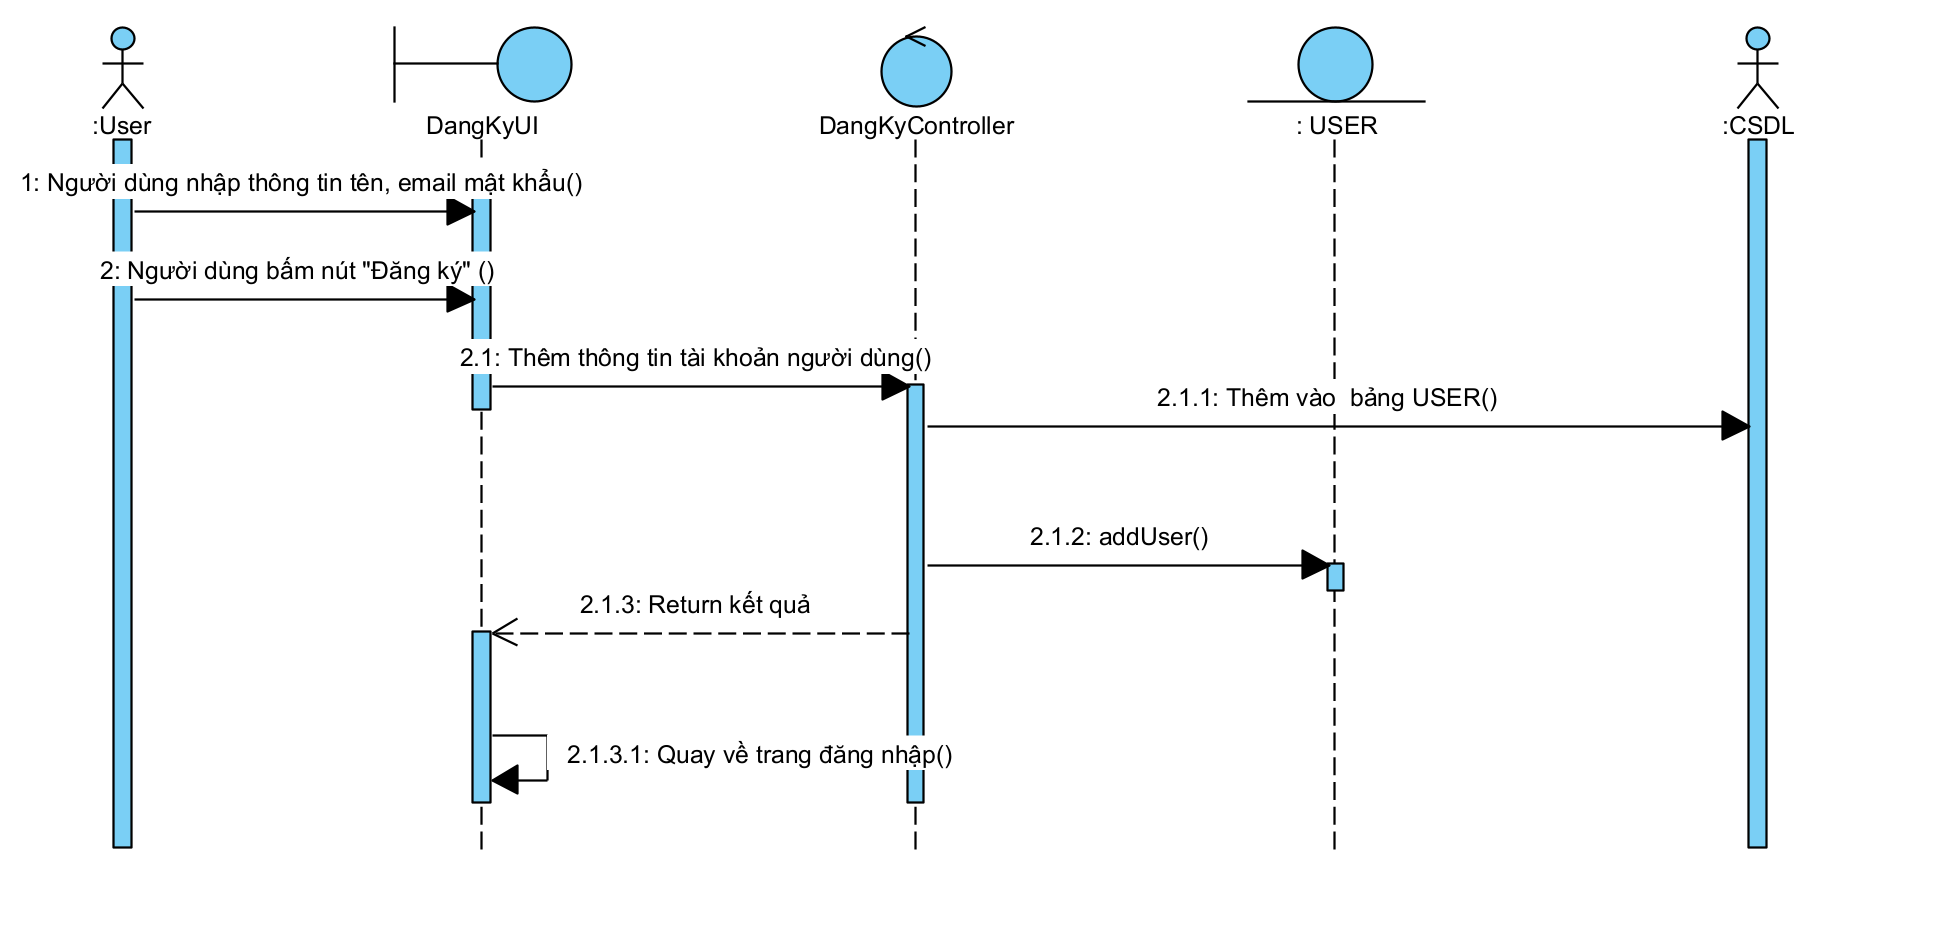 :User
DangKyUI
DangKyController
: USER
:CSDL
1: Người dùng nhập thông tin tên, email mật khẩu()
2: Người dùng bấm nút "Đăng ký" ()
2.1: Thêm thông tin tài khoản người dùng()
2.1.1: Thêm vào  bảng USER()
2.1.2: addUser()
2.1.3: Return kết quả
2.1.3.1: Quay về trang đăng nhập()